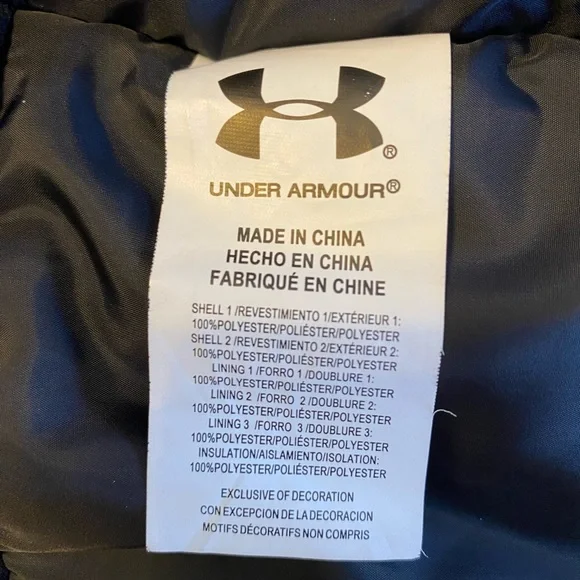 ®
UNDER ARMOUR®
MADE IN CHINA
HECHO EN CHINA
FABRIQUÉ EN CHINE
SHELL 1 /REVESTIMIENTO 1/EXTÉRIEUR 1:
100%POLYESTER/POLIÉSTER/POLYESTER
SHELL 2 /REVESTIMIENTO 2/EXTÉRIEUR 2:
100%POLYESTER/POLIÉSTER/POLYESTER
LINING 1 /FORRO 1 /DOUBLURE 1:
100%POLYESTER/POLIÉSTER/POLYESTER
LINING 2 /FORRO 2 /DOUBLURE 2:
100%POLYESTER/POLIÉSTER/POLYESTER
LINING 3 /FORRO 3 /DOUBLURE 3:
100%POLYESTER/POLIÉSTER/POLYESTER
INSULATION/AISLAMIENTO/ISOLATION:
100%POLYESTER/POLIÉSTER/POLYESTER
EXCLUSIVE OF DECORATION
CON EXCEPCION DE LA DECORACION
MOTIFS DÉCORATIFS NON COMPRIS